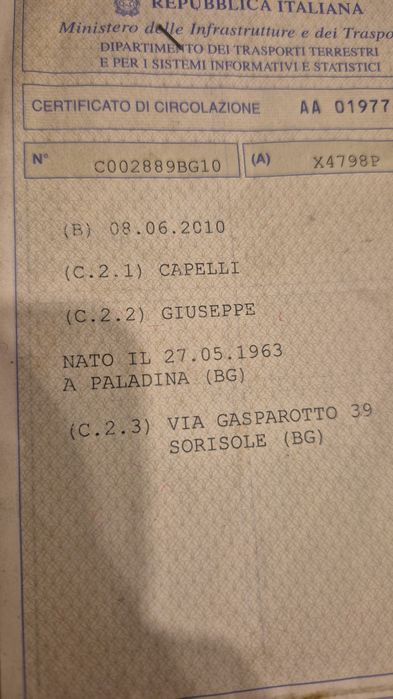 REPUBBLICA ITALIANA
Ministero delle Infrastrutture e dei Traspo
DIPARTIMENTO DEI TRASPORTI TERRESTRI
E PER I SISTEMI INFORMATIVI E STATISTICI
CERTIFICATO DI CIRCOLAZIONE AA 01977
N° C002889BG10 (A) X4798P
(B) 08.06.2010
(C.2.1) CAPELLI
(C.2.2) GIUSEPPE
NATO IL 27.05.1963
A PALADINA (BG)
(C.2.3) VIA GASPAROTTO 39
SORISOLE (BG)